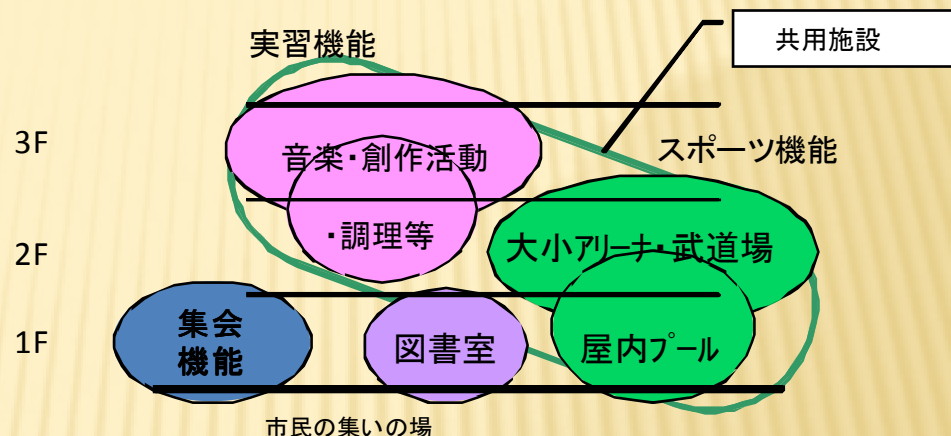 実習機能
共用施設
3F
音楽・創作活動
スポーツ機能
・調理等
2F
大小アリーナ・武道場
1F
集会
機能
図書室
屋内プール
市民の集いの場